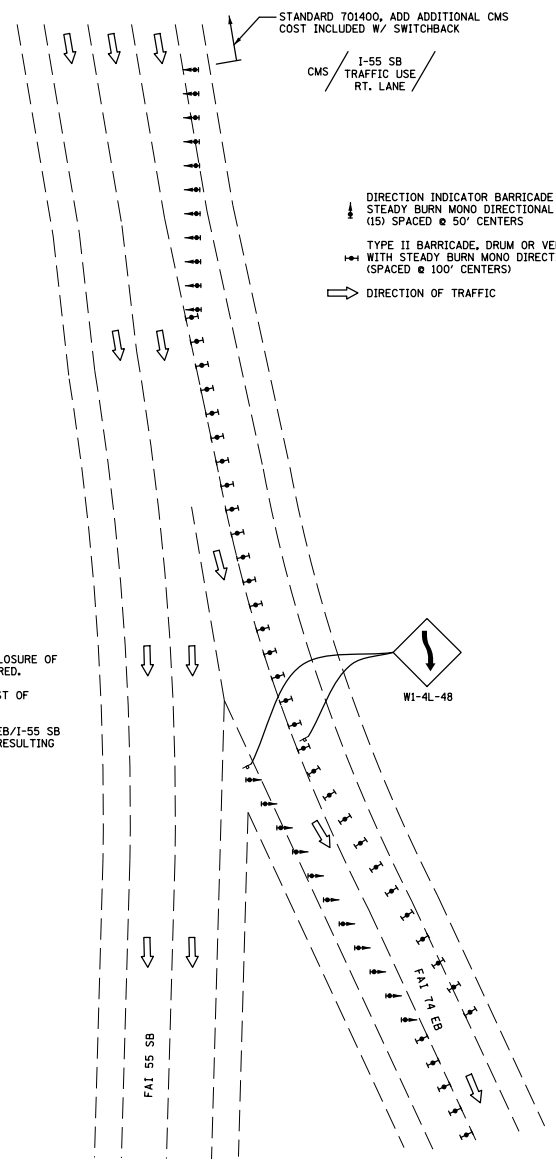 STANDARD 701400, ADD ADDITIONAL CMS
COST INCLUDED W/ SWITCHBACK
CMS
I-55 SB
TRAFFIC USE
RT. LANE
DIRECTION INDICATOR BARRICADE
STEADY BURN MONO DIRECTIONAL
(15) SPACED @ 50' CENTERS
TYPE II BARRICADE, DRUM OR
WITH STEADY BURN MONO
(SPACED @ 100' CENTERS)
DIRECTION OF TRAFFIC
LOSURE OF
RED.
ST OF
EB/I-55 SB
RESULTING
W1-4L-48
FAI 74 EB
FAI 55 SB